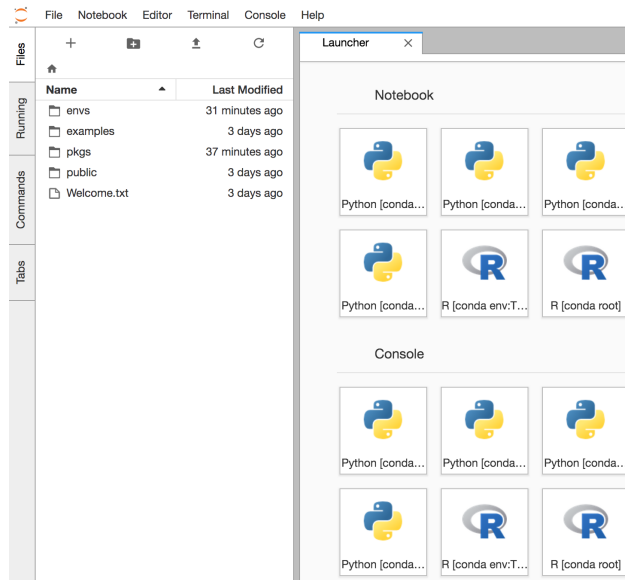 File Notebook Editor Terminal Console Help
Files
Running
Commands
Tabs
Name Last Modified
envs 31 minutes ago
examples 3 days ago
pkgs 37 minutes ago
public 3 days ago
Welcome.txt 3 days ago
Launcher ×
Notebook
Python [conda... Python [conda... Python [conda...
Python [conda... R [conda env:T... R [conda root]
Console
Python [conda... Python [conda... Python [conda...
Python [conda... R [conda env:T... R [conda root]